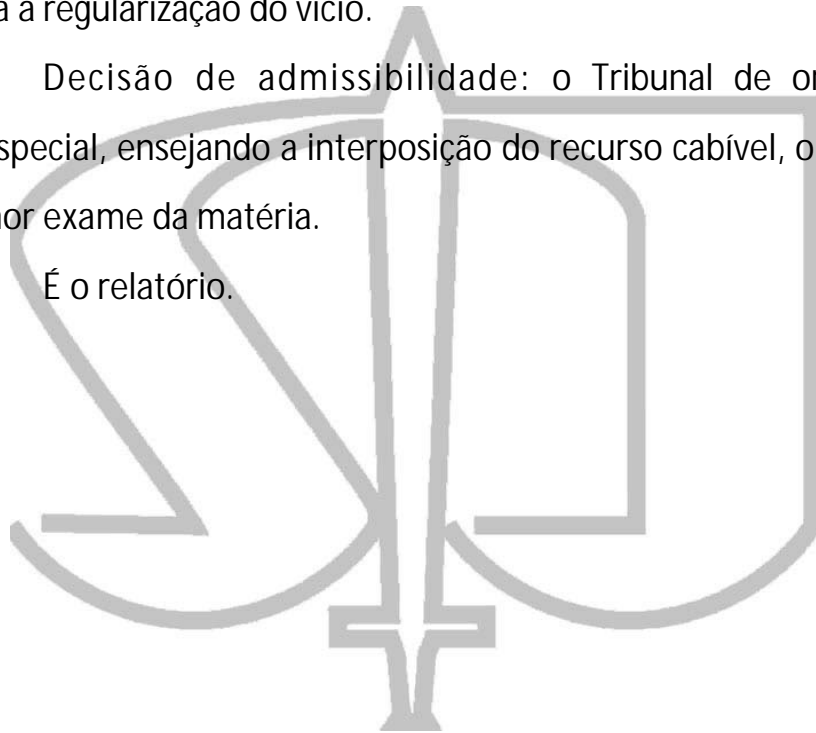 a a regularização do vício.
Decisão de admissibilidade: o Tribunal de or
special, ensejando a interposição do recurso cabível, o
or exame da matéria.
É o relatório.